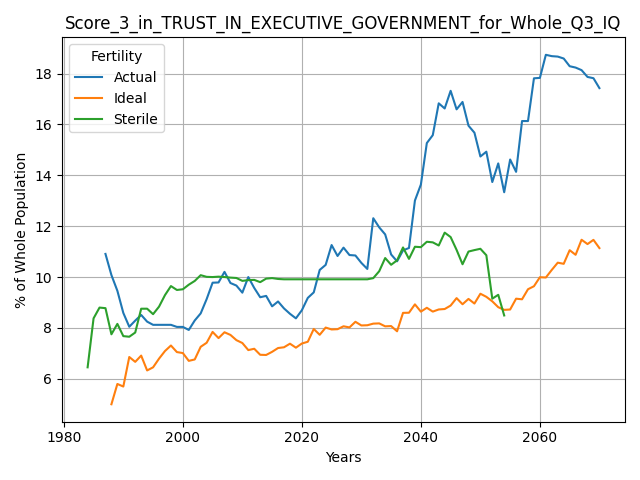 Score_3_in_TRUST_IN_EXECUTIVE_GOVERNMENT_for_Whole_Q3_IQ
Fertility
Actual
Ideal
Sterile
% of Whole Population
18
16
14
12
10
8
6
1980
2000
2020
2040
2060
Years